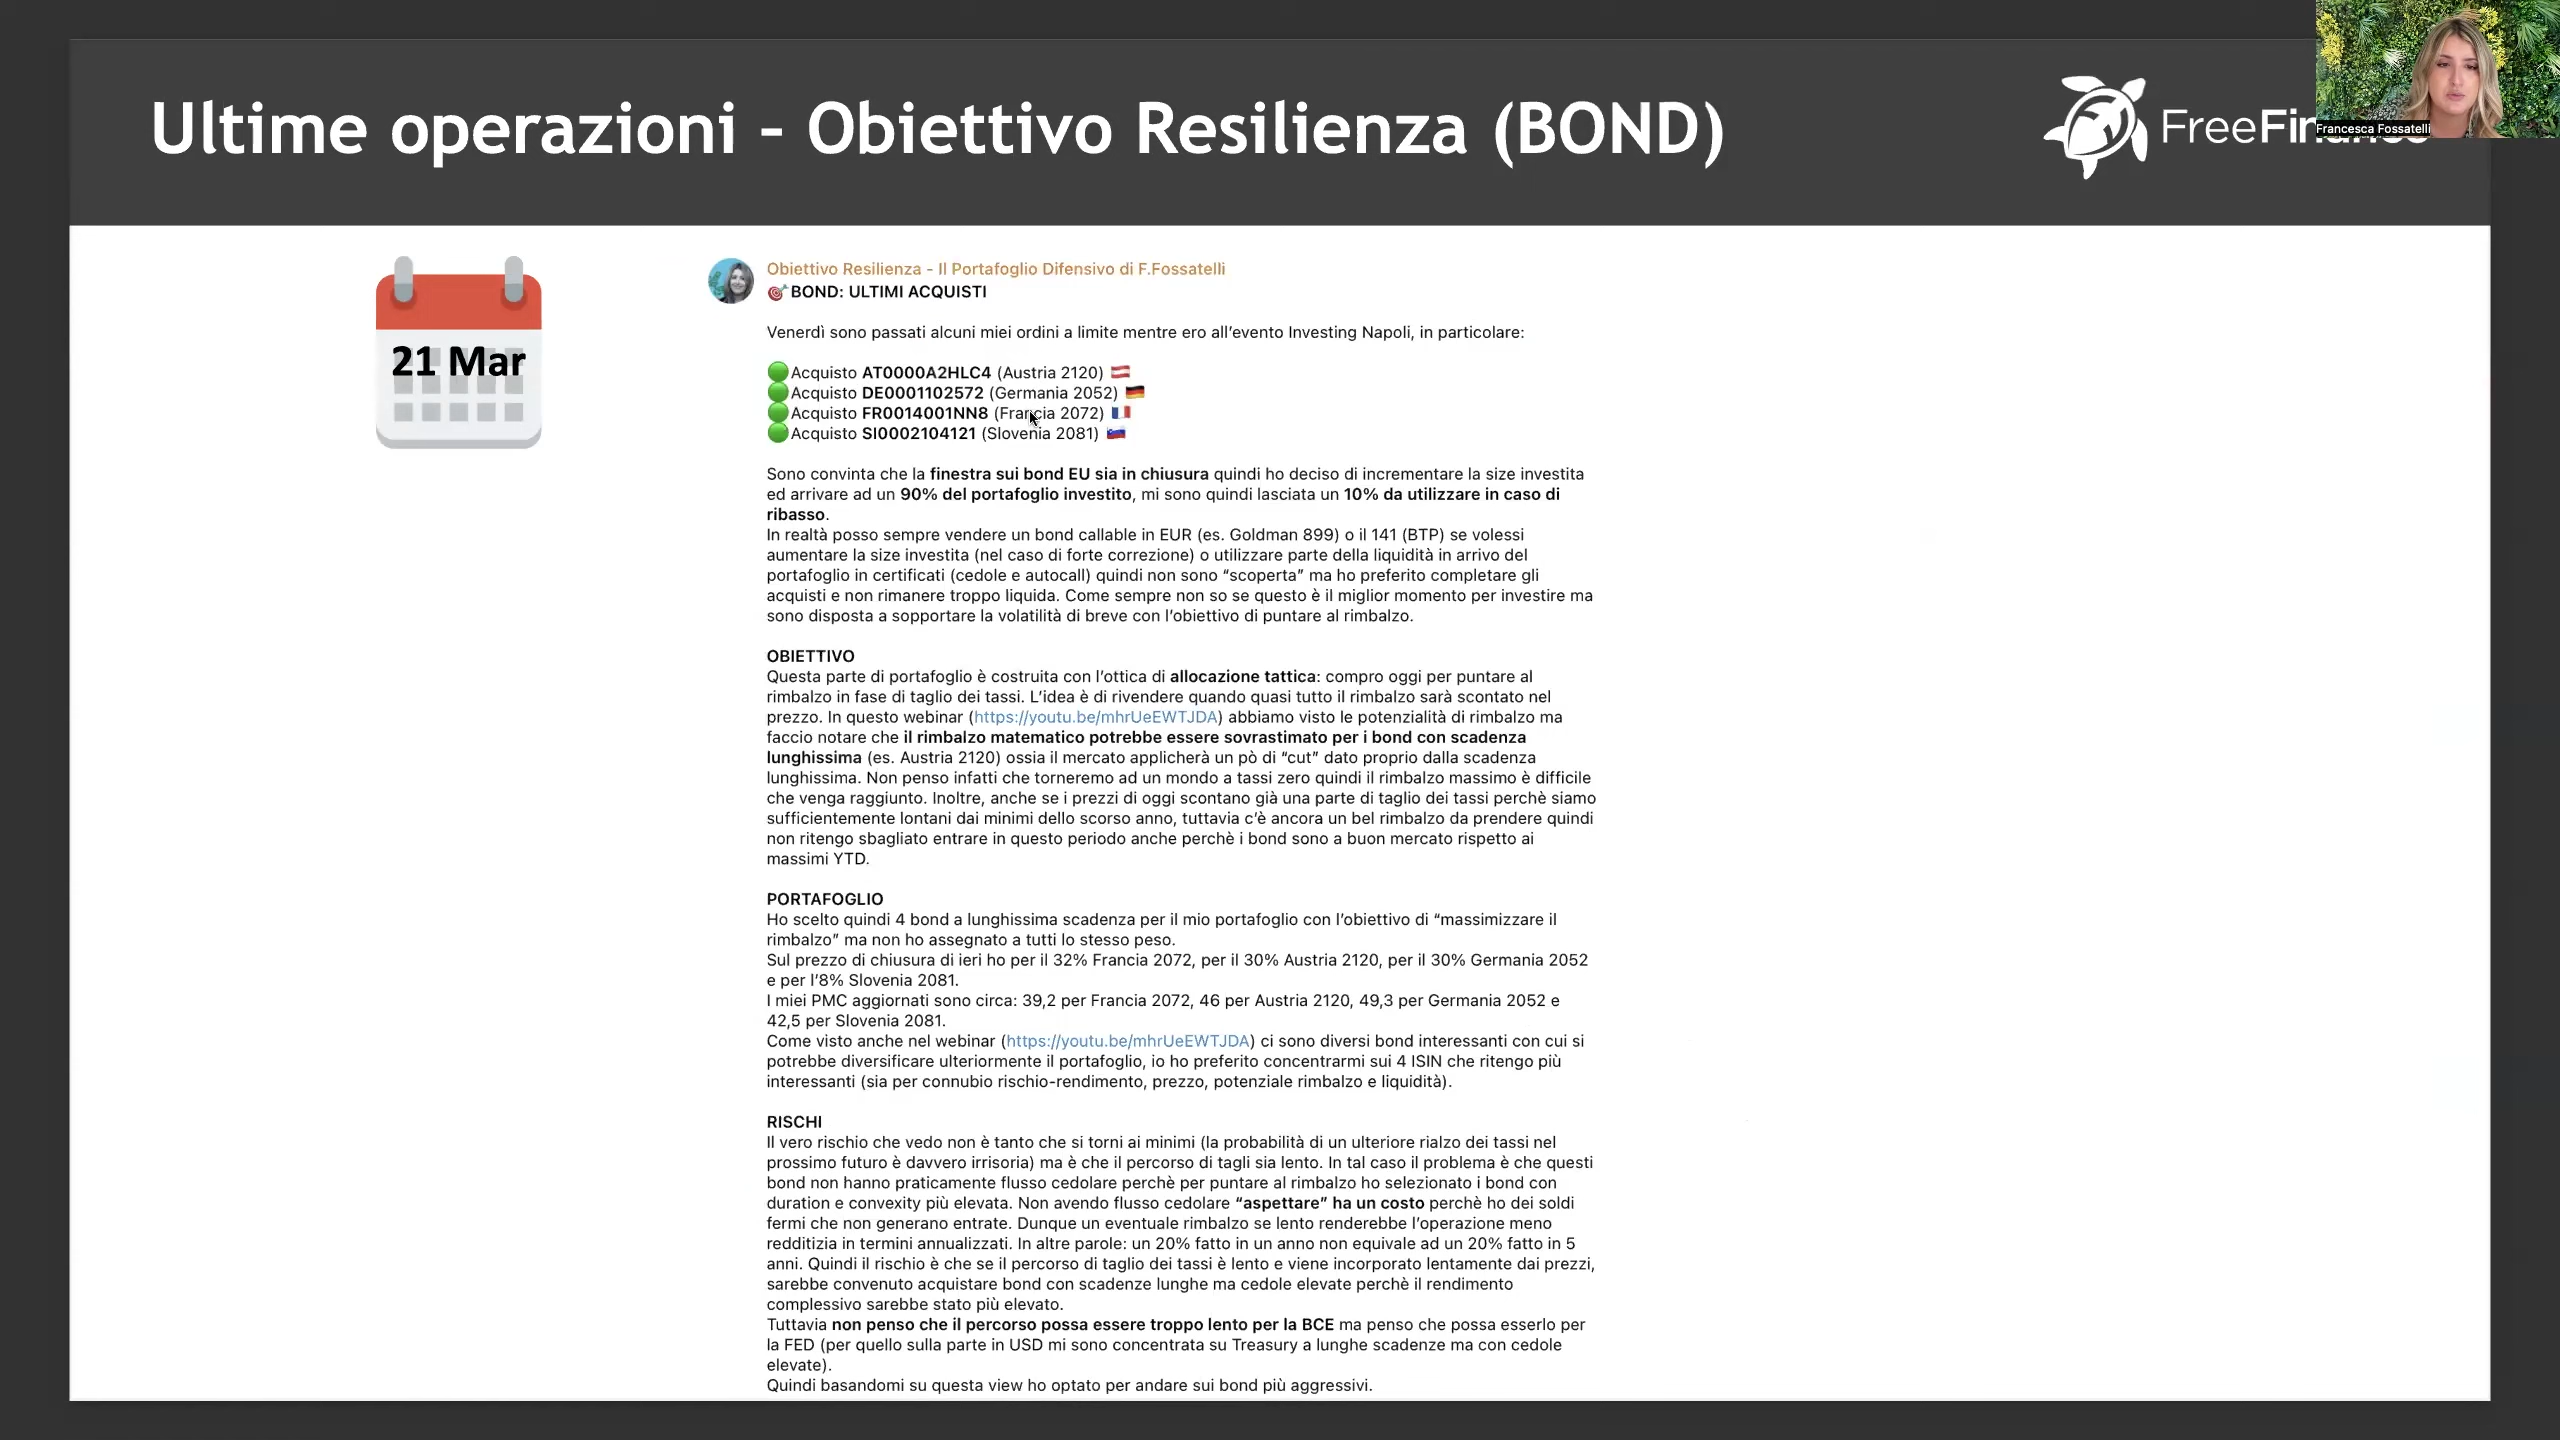 Ultime operazioni - Obiettivo Resilienza (BOND)
FreeFinance
Francesca Fossatelli
21 Mar
Obiettivo Resilienza - Il Portafoglio Difensivo di F.Fossatelli
🎯BOND: ULTIMI ACQUISTI
Venerdì sono passati alcuni miei ordini a limite mentre ero all'evento Investing Napoli, in particolare:
🟢Acquisto AT0000A2HLC4 (Austria 2120) 🇦🇹
🟢Acquisto DE0001102572 (Germania 2052) 🇩🇪
🟢Acquisto FR0014001NN8 (Francia 2072) 🇫🇷
🟢Acquisto SI0002104121 (Slovenia 2081) 🇸🇮
Sono convinta che la finestra sui bond EU sia in chiusura quindi ho deciso di incrementare la size investita
ed arrivare ad un 90% del portafoglio investito, mi sono quindi lasciata un 10% da utilizzare in caso di
ribasso.
In realtà posso sempre vendere un bond callable in EUR (es. Goldman 899) o il 141 (BTP) se volessi
aumentare la size investita (nel caso di forte correzione) o utilizzare parte della liquidità in arrivo del
portafoglio in certificati (cedole e autocall) quindi non sono “scoperta” ma ho preferito completare gli
acquisti e non rimanere troppo liquida. Come sempre non so se questo è il miglior momento per investire ma
sono disposta a sopportare la volatilità di breve con l'obiettivo di puntare al rimbalzo.
OBIETTIVO
Questa parte di portafoglio è costruita con l'ottica di allocazione tattica: compro oggi per puntare al
rimbalzo in fase di taglio dei tassi. L'idea è di rivendere quando quasi tutto il rimbalzo sarà scontato nel
prezzo. In questo webinar (https://youtu.be/mhrUeEWTJDA) abbiamo visto le potenzialità di rimbalzo ma
faccio notare che il rimbalzo matematico potrebbe essere sovrastimato per i bond con scadenza
lunghissima (es. Austria 2120) ossia il mercato applicherà un pò di “cut” dato proprio dalla scadenza
lunghissima. Non penso infatti che torneremo ad un mondo a tassi zero quindi il rimbalzo massimo è difficile
che venga raggiunto. Inoltre, anche se i prezzi di oggi scontano già una parte di taglio dei tassi perchè siamo
sufficientemente lontani dai minimi dello scorso anno, tuttavia c'è ancora un bel rimbalzo da prendere quindi
non ritengo sbagliato entrare in questo periodo anche perchè i bond sono a buon mercato rispetto ai
massimi YTD.
PORTAFOGLIO
Ho scelto quindi 4 bond a lunghissima scadenza per il mio portafoglio con l'obiettivo di “massimizzare il
rimbalzo” ma non ho assegnato a tutti lo stesso peso.
Sul prezzo di chiusura di ieri ho per il 32% Francia 2072, per il 30% Austria 2120, per il 30% Germania 2052
e per l'8% Slovenia 2081.
I miei PMC aggiornati sono circa: 39,2 per Francia 2072, 46 per Austria 2120, 49,3 per Germania 2052 e
42,5 per Slovenia 2081.
Come visto anche nel webinar (https://youtu.be/mhrUeEWTJDA) ci sono diversi bond interessanti con cui si
potrebbe diversificare ulteriormente il portafoglio, io ho preferito concentrarmi sui 4 ISIN che ritengo più
interessanti (sia per connubio rischio-rendimento, prezzo, potenziale rimbalzo e liquidità).
RISCHI
Il vero rischio che vedo non è tanto che si torni ai minimi (la probabilità di un ulteriore rialzo dei tassi nel
prossimo futuro è davvero irrisoria) ma è che il percorso di tagli sia lento. In tal caso il problema è che questi
bond non hanno praticamente flusso cedolare perchè per puntare al rimbalzo ho selezionato i bond con
duration e convexity più elevata. Non avendo flusso cedolare “aspettare” ha un costo perchè ho dei soldi
fermi che non generano entrate. Dunque un eventuale rimbalzo se lento renderebbe l'operazione meno
redditizia in termini annualizzati. In altre parole: un 20% fatto in un anno non equivale ad un 20% fatto in 5
anni. Quindi il rischio è che se il percorso di taglio dei tassi è lento e viene incorporato lentamente dai prezzi,
sarebbe convenuto acquistare bond con scadenze lunghe ma cedole elevate perchè il rendimento
complessivo sarebbe stato più elevato.
Tuttavia non penso che il percorso possa essere troppo lento per la BCE ma penso che possa esserlo per
la FED (per quello sulla parte in USD mi sono concentrata su Treasury a lunghe scadenze ma con cedole
elevate).
Quindi basandomi su questa view ho optato per andare sui bond più aggressivi.